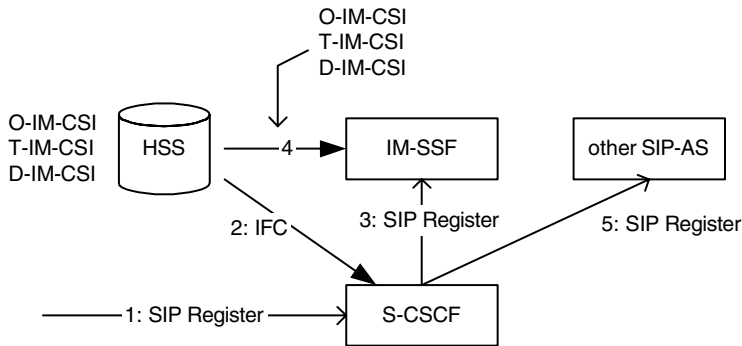 O-IM-CSI
T-IM-CSI
D-IM-CSI
O-IM-CSI
T-IM-CSI
D-IM-CSI
HSS
4
IM-SSF
other SIP-AS
2: IFC
3: SIP Register
5: SIP Register
1: SIP Register
S-CSCF